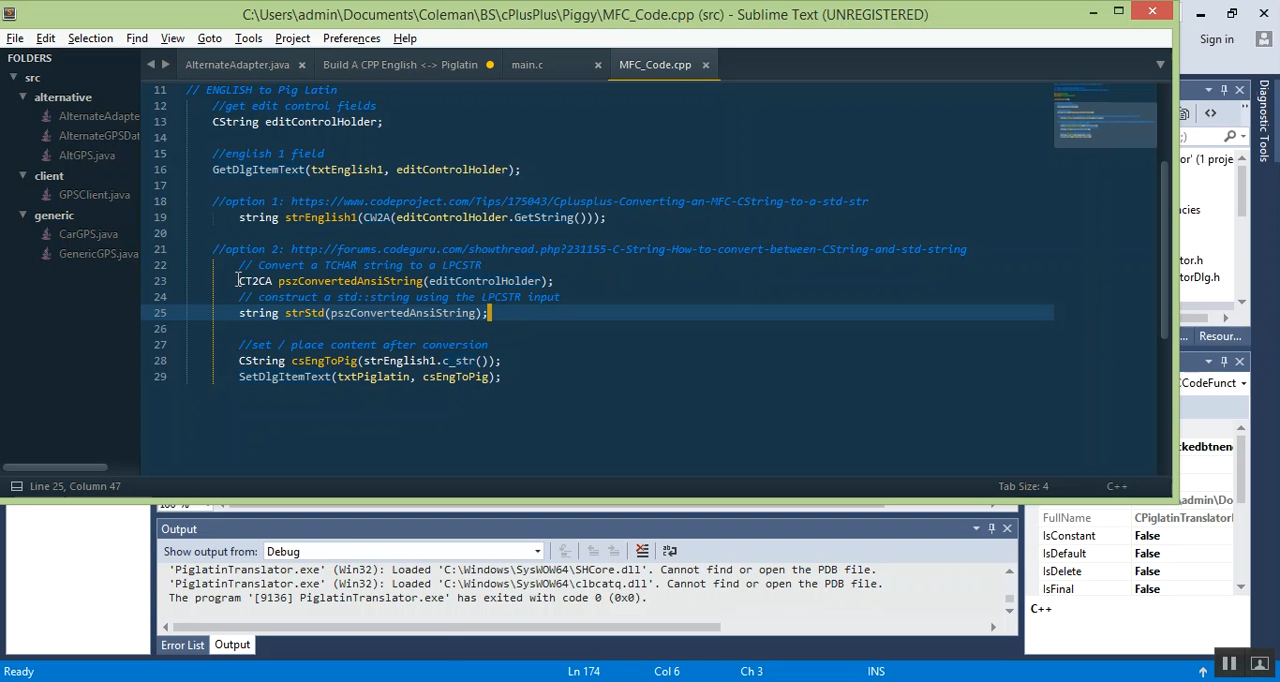 C:\Users\admin\Documents\Coleman\BS\cPlusPlus\Piggy\MFC_Code.cpp (src) - Sublime Text (UNREGISTERED)
File Edit Selection Find View Goto Tools Project Preferences Help
Sign in
FOLDERS
src
alternative
AlternateAdapte
AlternateGPSDat
AltGPS.java
client
GPSClient.java
generic
CarGPS.java
GenericGPS.java
AlternateAdapter.java
Build A CPP English <-> Piglatin
main.c
MFC_Code.cpp
11 // ENGLISH to Pig Latin
12 //get edit control fields
13 CString editControlHolder;
14
15 //english 1 field
16 GetDlgItemText(txtEnglish1, editControlHolder);
17
18 //option 1: https://www.codeproject.com/Tips/175043/Cplusplus-Converting-an-MFC-CString-to-a-std-str
19 string strEnglish1(CW2A(editControlHolder.GetString()));
20
21 //option 2: http://forums.codeguru.com/showthread.php?231155-C-String-How-to-convert-between-CString-and-std-string
22 // Convert a TCHAR string to a LPCSTR
23 CT2CA pszConvertedAnsiString(editControlHolder);
24 // construct a std::string using the LPCSTR input
25 string strStd(pszConvertedAnsiString);
26
27 //set / place content after conversion
28 CString csEngToPig(strEnglish1.c_str());
29 SetDlgItemText(txtPiglatin, csEngToPig);
Line 25, Column 47
Tab Size: 4
C++
Diagnostic Tools
or' (1 proje
ncies
tor.h
torDlg.h
Resour...
CCodeFunct
ckedbtnen
admin\Do
FullName CPiglatinTranslatorI
IsConstant False
IsDefault False
IsDelete False
IsFinal False
C++
Output
Show output from: Debug
'PiglatinTranslator.exe' (Win32): Loaded 'C:\Windows\SysWOW64\SHCore.dll'. Cannot find or open the PDB file.
'PiglatinTranslator.exe' (Win32): Loaded 'C:\Windows\SysWOW64\clbcatq.dll'. Cannot find or open the PDB file.
The program '[9136] PiglatinTranslator.exe' has exited with code 0 (0x0).
Error List Output
Ready
Ln 174 Col 6 Ch 3 INS